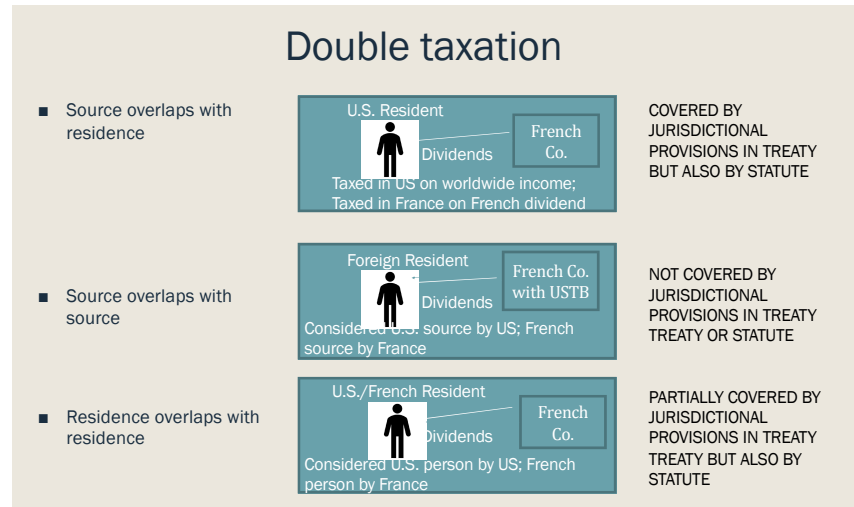 Double taxation
■ Source overlaps with
residence
U.S. Resident
French
Co.
Dividends
Taxed in US on worldwide income;
Taxed in France on French dividend
COVERED BY
JURISDICTIONAL
PROVISIONS IN TREATY
BUT ALSO BY STATUTE
■ Source overlaps with
source
Foreign Resident
French Co.
with USTB
Dividends
Considered U.S. source by US; French
source by France
NOT COVERED BY
JURISDICTIONAL
PROVISIONS IN TREATY
TREATY OR STATUTE
■ Residence overlaps with
residence
U.S./French Resident
French
Co.
Dividends
Considered U.S. person by US; French
person by France
PARTIALLY COVERED BY
JURISDICTIONAL
PROVISIONS IN TREATY
TREATY BUT ALSO BY
STATUTE